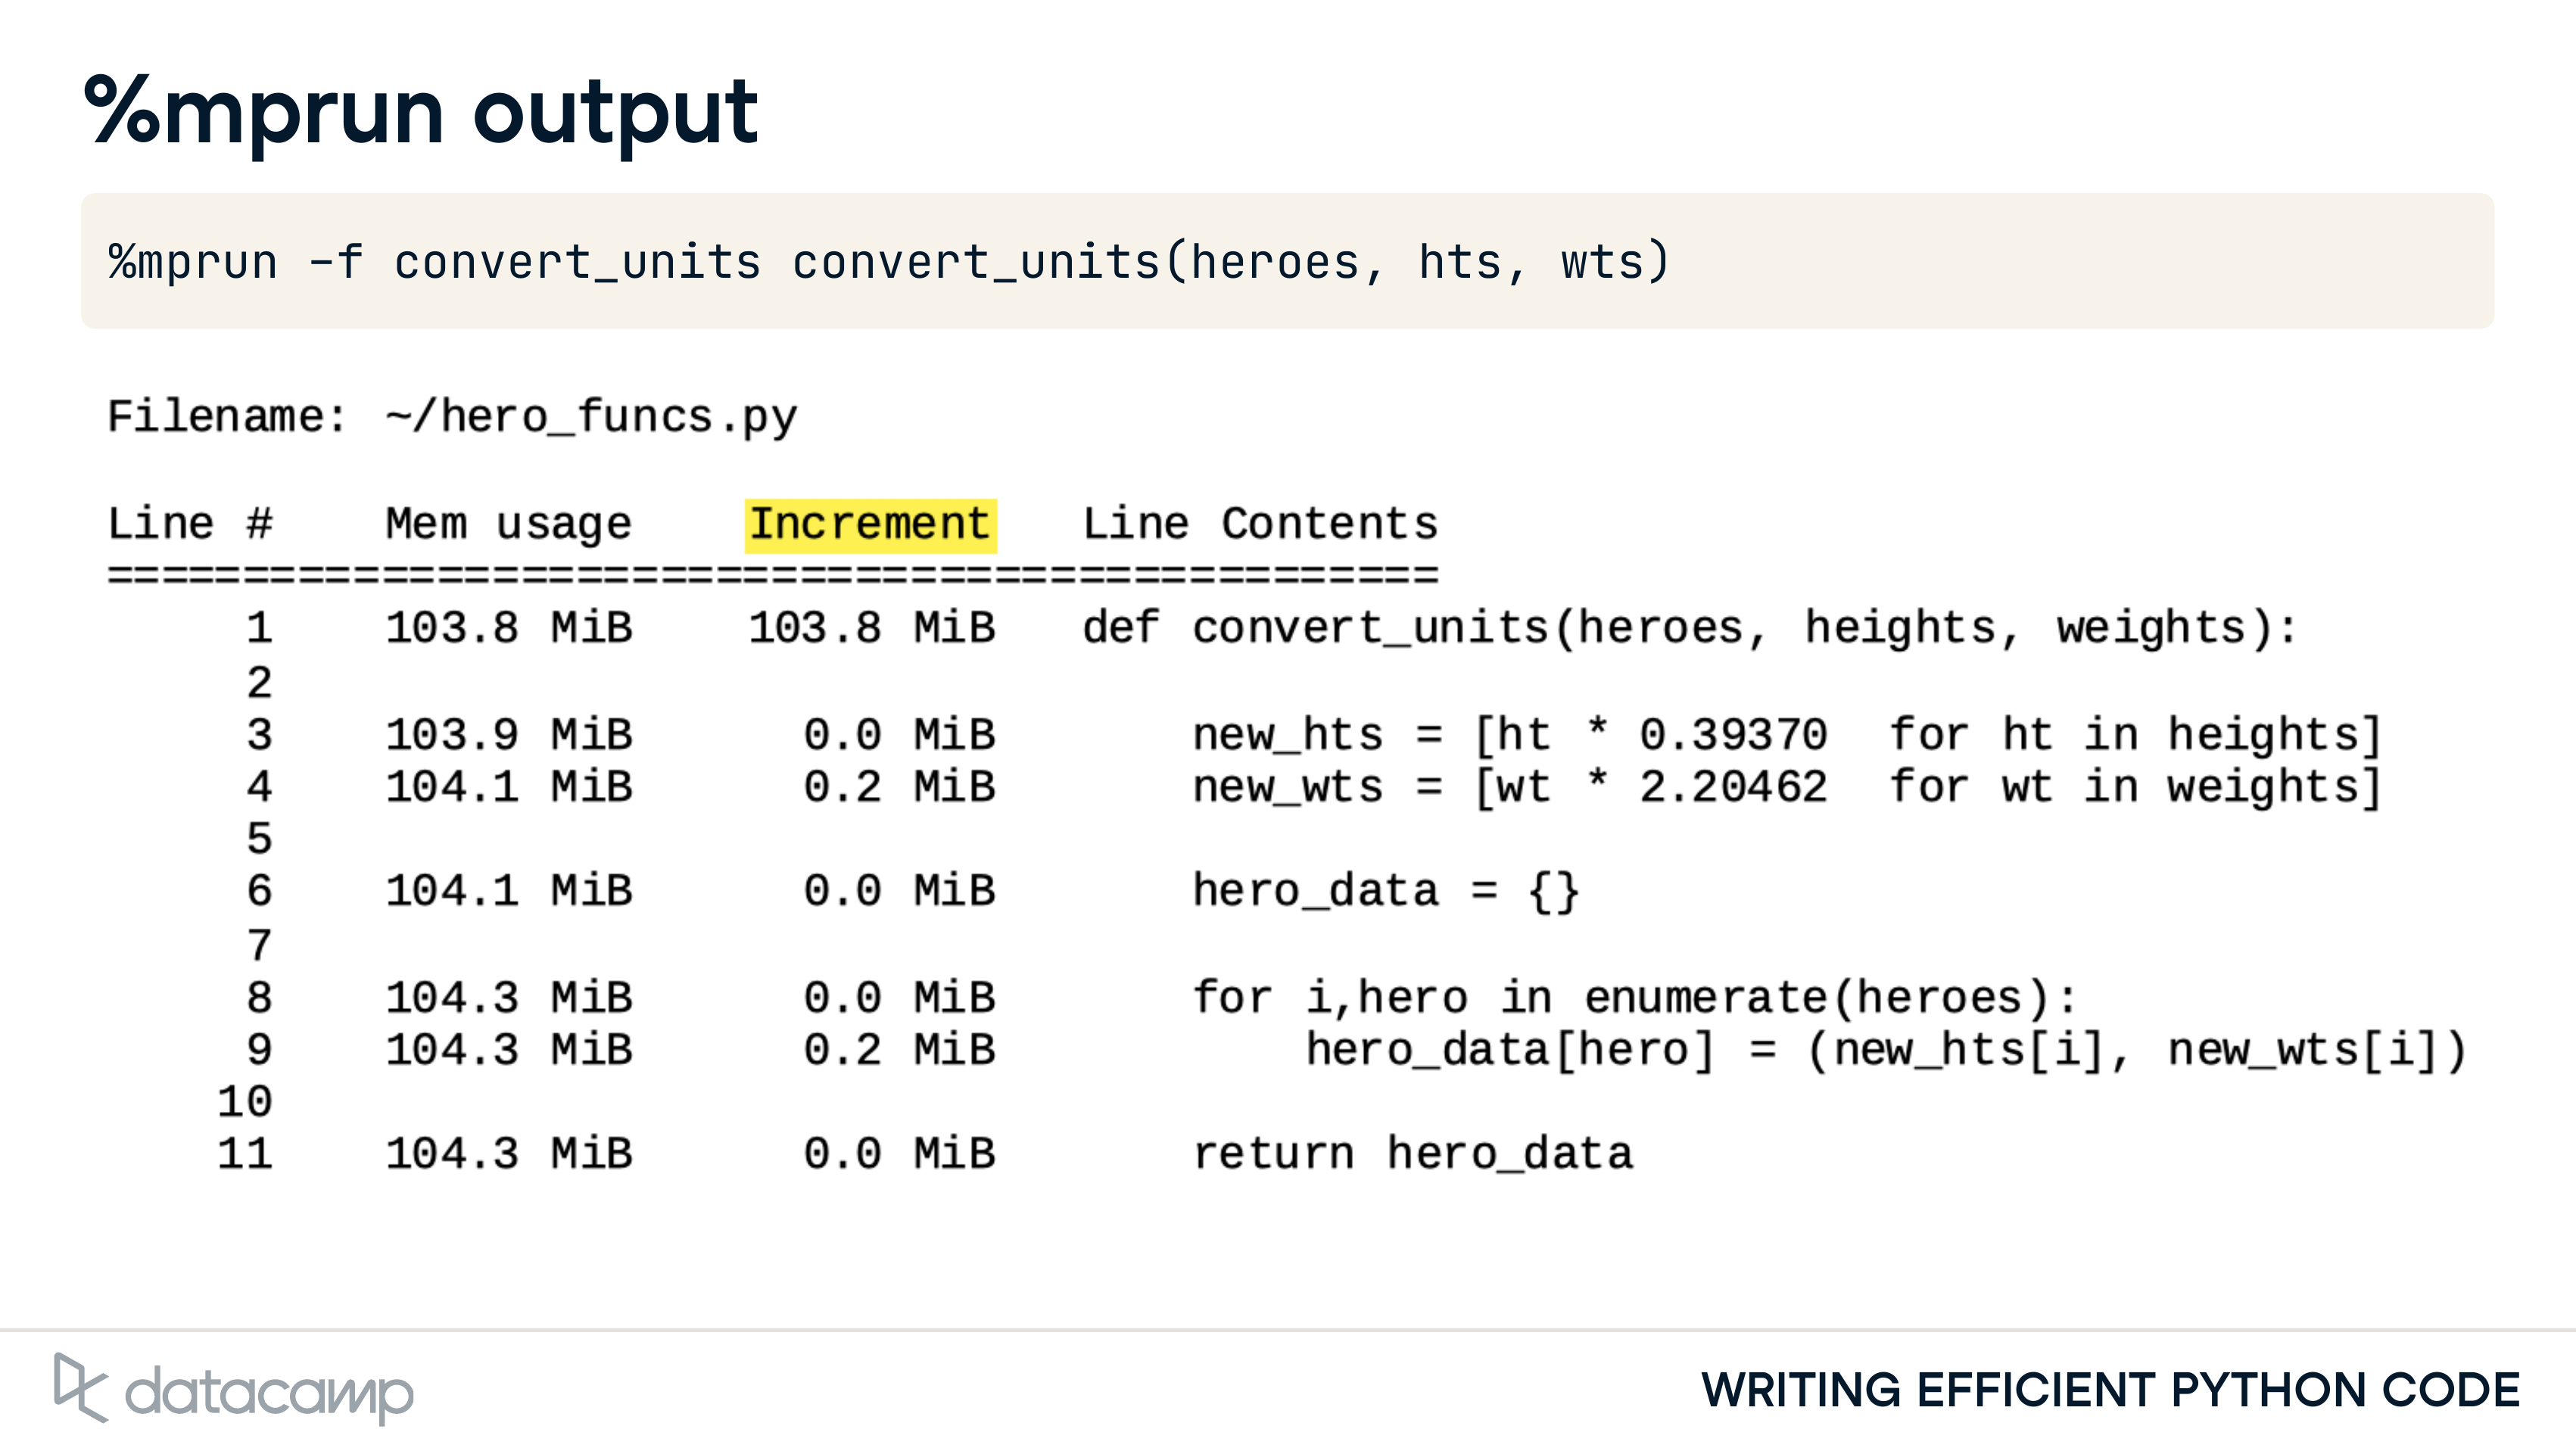 %mprun output
%mprun -f convert_units convert_units(heroes, hts, wts)
Filename: ~/hero_funcs.py
Line #    Mem usage    Increment   Line Contents
================================================
     1    103.8 MiB    103.8 MiB   def convert_units(heroes, heights, weights):
     2
     3    103.9 MiB      0.0 MiB       new_hts = [ht * 0.39370  for ht in heights]
     4    104.1 MiB      0.2 MiB       new_wts = [wt * 2.20462  for wt in weights]
     5
     6    104.1 MiB      0.0 MiB       hero_data = {}
     7
     8    104.3 MiB      0.0 MiB       for i,hero in enumerate(heroes):
     9    104.3 MiB      0.2 MiB           hero_data[hero] = (new_hts[i], new_wts[i])
    10
    11    104.3 MiB      0.0 MiB       return hero_data
datacamp
WRITING EFFICIENT PYTHON CODE